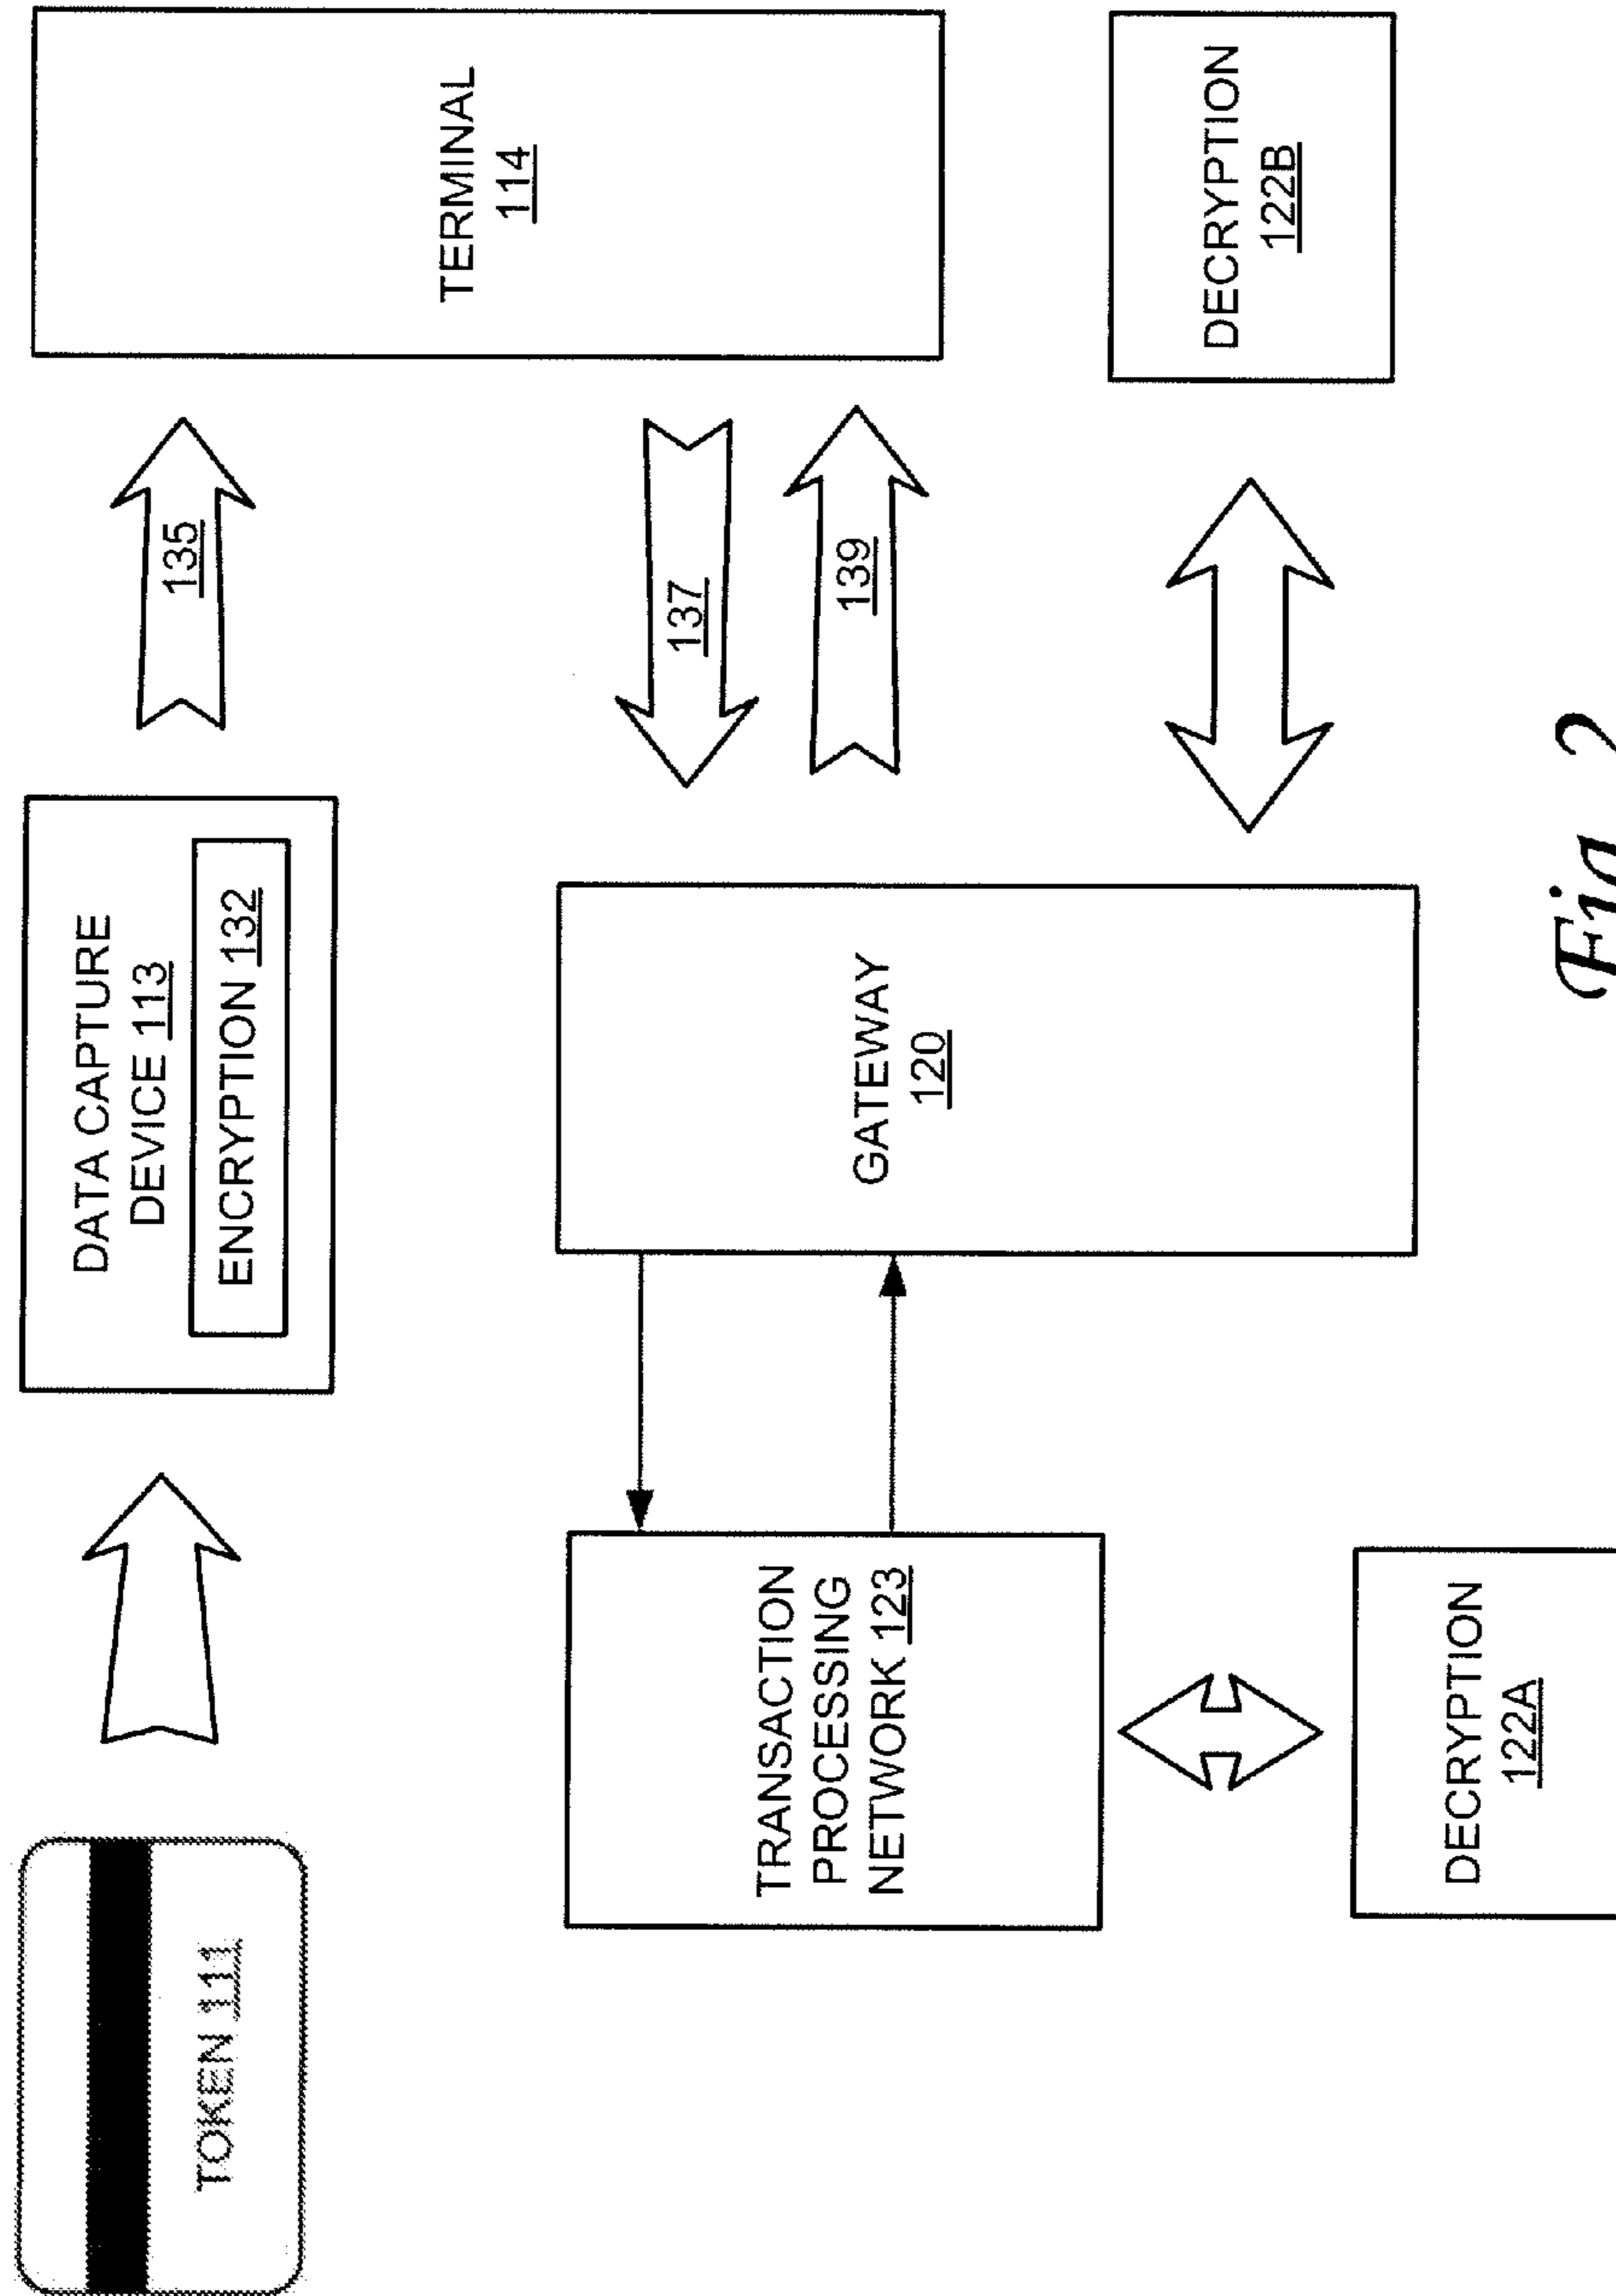 TOKEN 111
DATA CAPTURE
DEVICE 113
ENCRYPTION 132
135
TERMINAL
114
137
139
TRANSACTION
PROCESSING
NETWORK 123
GATEWAY
120
DECRYPTION
122A
DECRYPTION
122B
Fig. 2